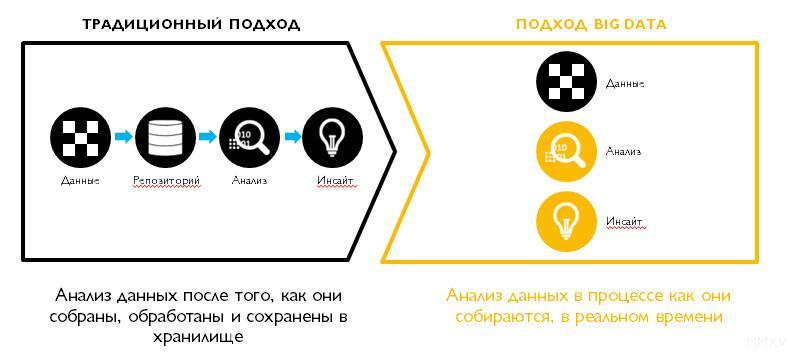 ТРАДИЦИОННЫЙ ПОДХОД
Данные
Репозиторий
Анализ
Инсайт
Анализ данных после того, как они
собраны, обработаны и сохранены в
хранилище
ПОДХОД BIG DATA
Данные
Анализ
Инсайт
Анализ данных в процессе как они
собираются, в реальном времени
MMXV